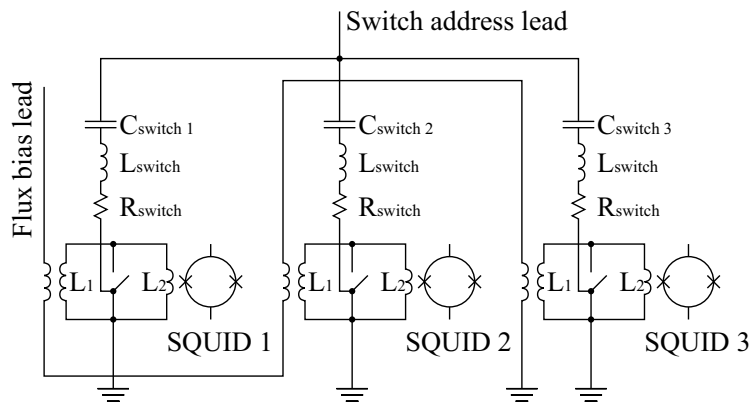 Switch address lead
Flux bias lead
Cswitch 1
Cswitch 2
Cswitch 3
Lswitch
Lswitch
Lswitch
Rswitch
Rswitch
Rswitch
L1
L2
L1
L2
L1
L2
SQUID 1
SQUID 2
SQUID 3